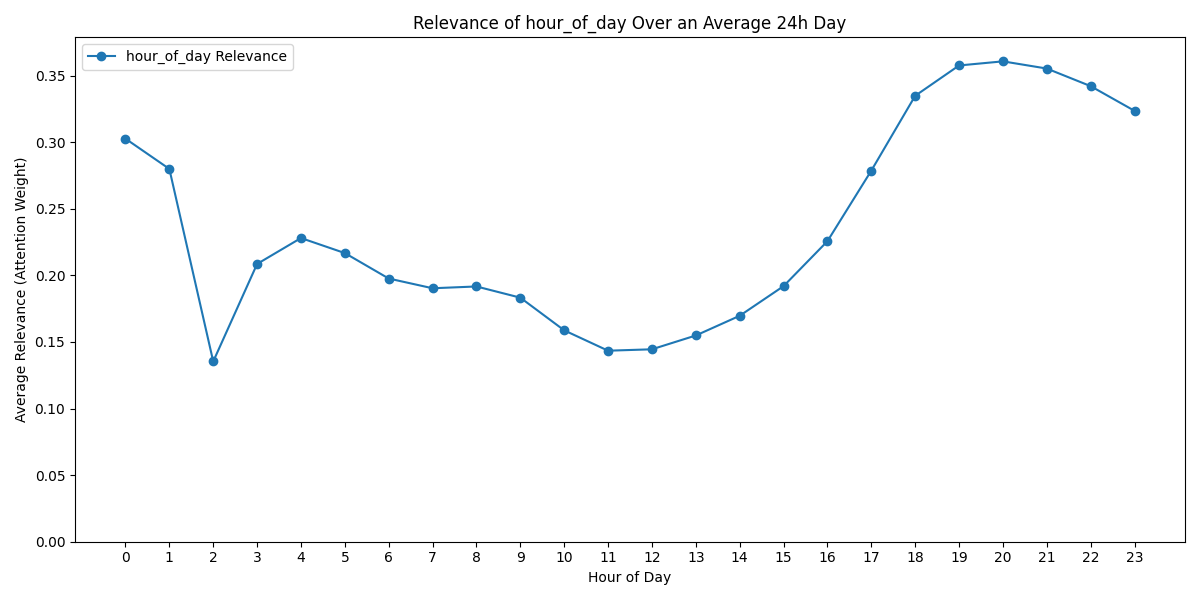 Relevance of hour_of_day Over an Average 24h Day
hour_of_day Relevance
Average Relevance (Attention Weight)
0.35
0.30
0.25
0.20
0.15
0.10
0.05
0.00
0 1 2 3 4 5 6 7 8 9 10 11 12 13 14 15 16 17 18 19 20 21 22 23
Hour of Day